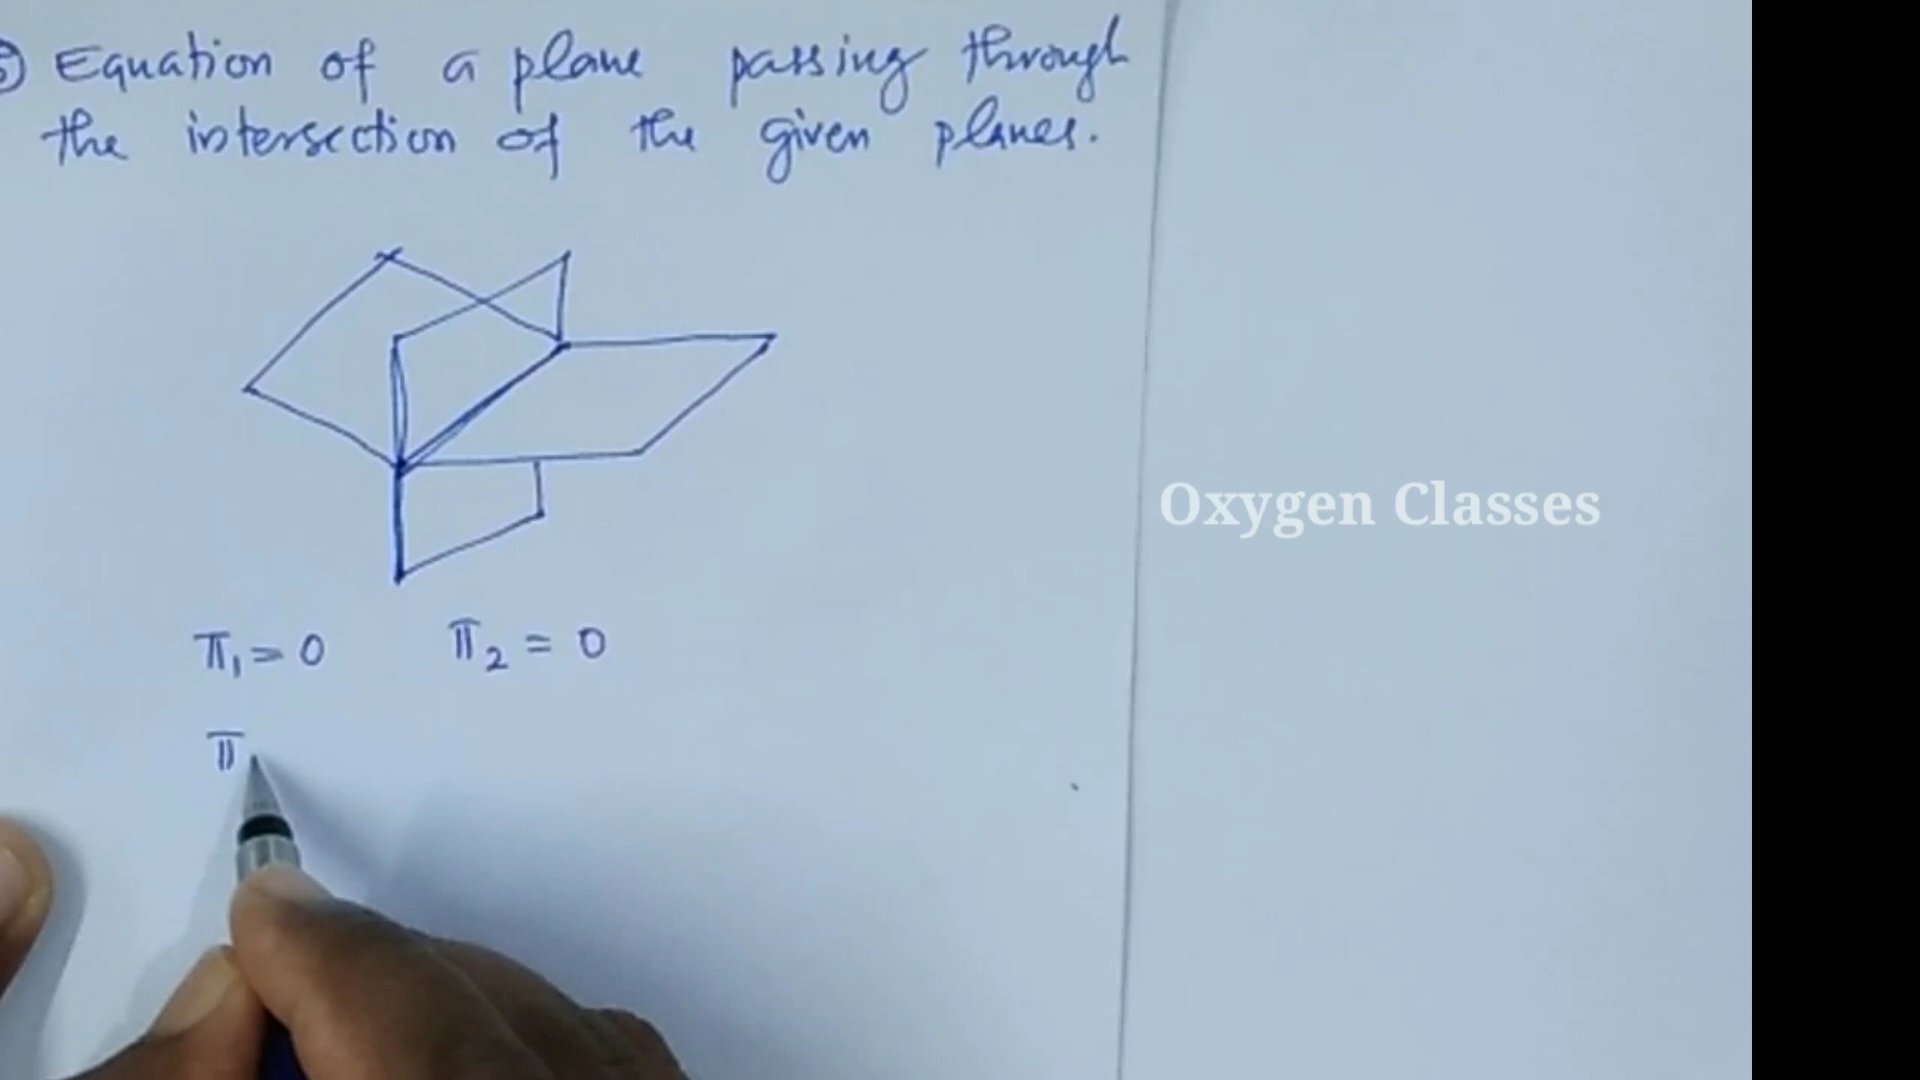 Equation of a plane passing through
the intersection of the given planes.
Oxygen Classes
π₁ = 0 π₂ = 0
π